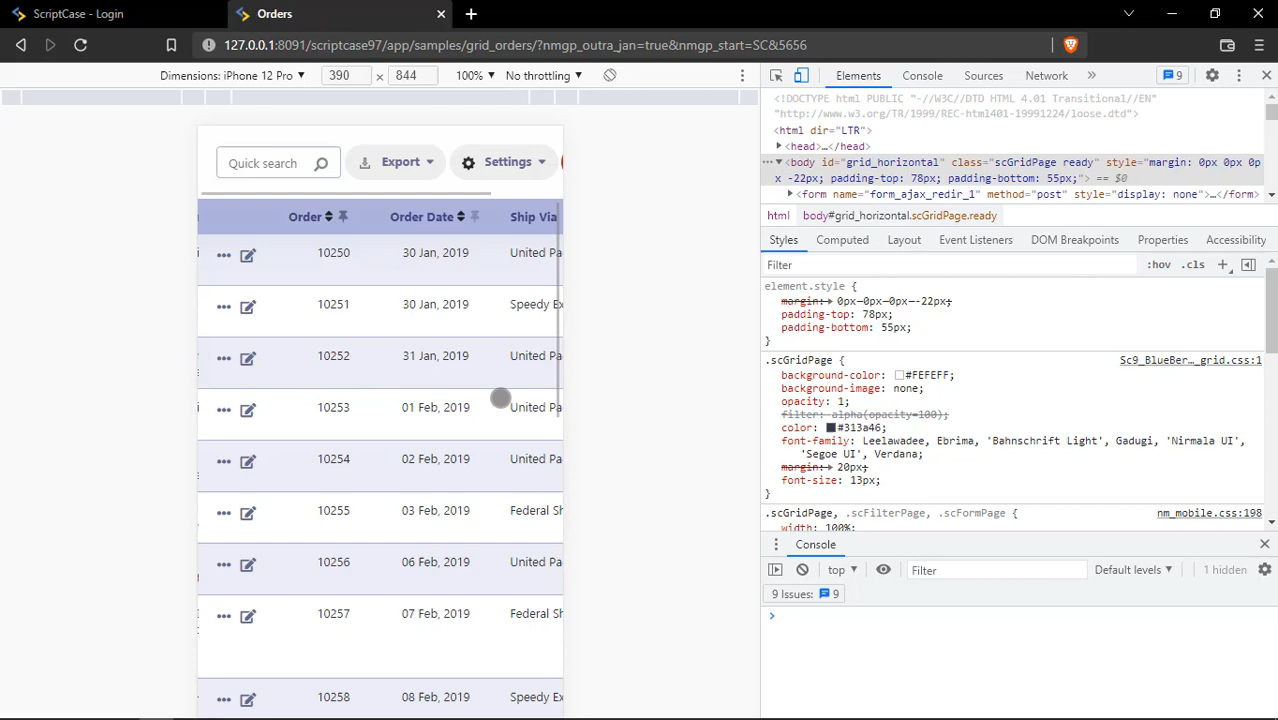 ScriptCase - Login
Orders
127.0.0.1:8091/scriptcase97/app/samples/grid_orders/?nmgp_outra_jan=true&nmgp_start=SC&5656
Dimensions: iPhone 12 Pro ▼ 390 × 844 100% ▼ No throttling ▼
Elements Console Sources Network » 9
<!DOCTYPE html PUBLIC "-//W3C//DTD HTML 4.01 Transitional//EN"
"http://www.w3.org/TR/1999/REC-html401-19991224/loose.dtd">
<html dir="LTR">
▶<head>…</head>
…▼<body id="grid_horizontal" class="scGridPage ready" style="margin: 0px 0px 0p
x -22px; padding-top: 78px; padding-bottom: 55px;"> == $0
▶<form name="form_ajax_redir_1" method="post" style="display: none">…</form>
html body#grid_horizontal.scGridPage.ready
Styles Computed Layout Event Listeners DOM Breakpoints Properties Accessibility
Filter :hov .cls +
element.style {
margin:▶ 0px 0px 0px -22px;
padding-top: 78px;
padding-bottom: 55px;
}
.scGridPage { Sc9_BlueBer…_grid.css:1
background-color: #FEFEFF;
background-image: none;
opacity: 1;
filter: alpha(opacity=100);
color: #313a46;
font-family: Leelawadee, Ebrima, 'Bahnschrift Light', Gadugi, 'Nirmala UI',
'Segoe UI', Verdana;
margin:▶ 20px;
font-size: 13px;
}
.scGridPage, .scFilterPage, .scFormPage { nm_mobile.css:198
width: 100%;
Console
top ▼ Filter Default levels ▼ 1 hidden
9 Issues: 9
>
Quick search Export Settings
Order Order Date Ship Via
10250 30 Jan, 2019 United Pa
10251 30 Jan, 2019 Speedy Ex
10252 31 Jan, 2019 United Pa
10253 01 Feb, 2019 United Pa
10254 02 Feb, 2019 United Pa
10255 03 Feb, 2019 Federal Sh
10256 06 Feb, 2019 United Pa
10257 07 Feb, 2019 Federal Sh
10258 08 Feb, 2019 Speedy Ex